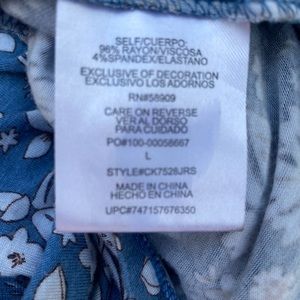 SELF/CUERPO:
96% RAYON/VISCOSA
4% SPANDEX/ELASTANO
EXCLUSIVE OF DECORATION
EXCLUSIVO LOS ADORNOS
RN#58909
CARE ON REVERSE
VER AL DORSO
PARA CUIDADO
PO#100-00058667
L
STYLE#CK7526JRS
MADE IN CHINA
HECHO EN CHINA
UPC#747157676350